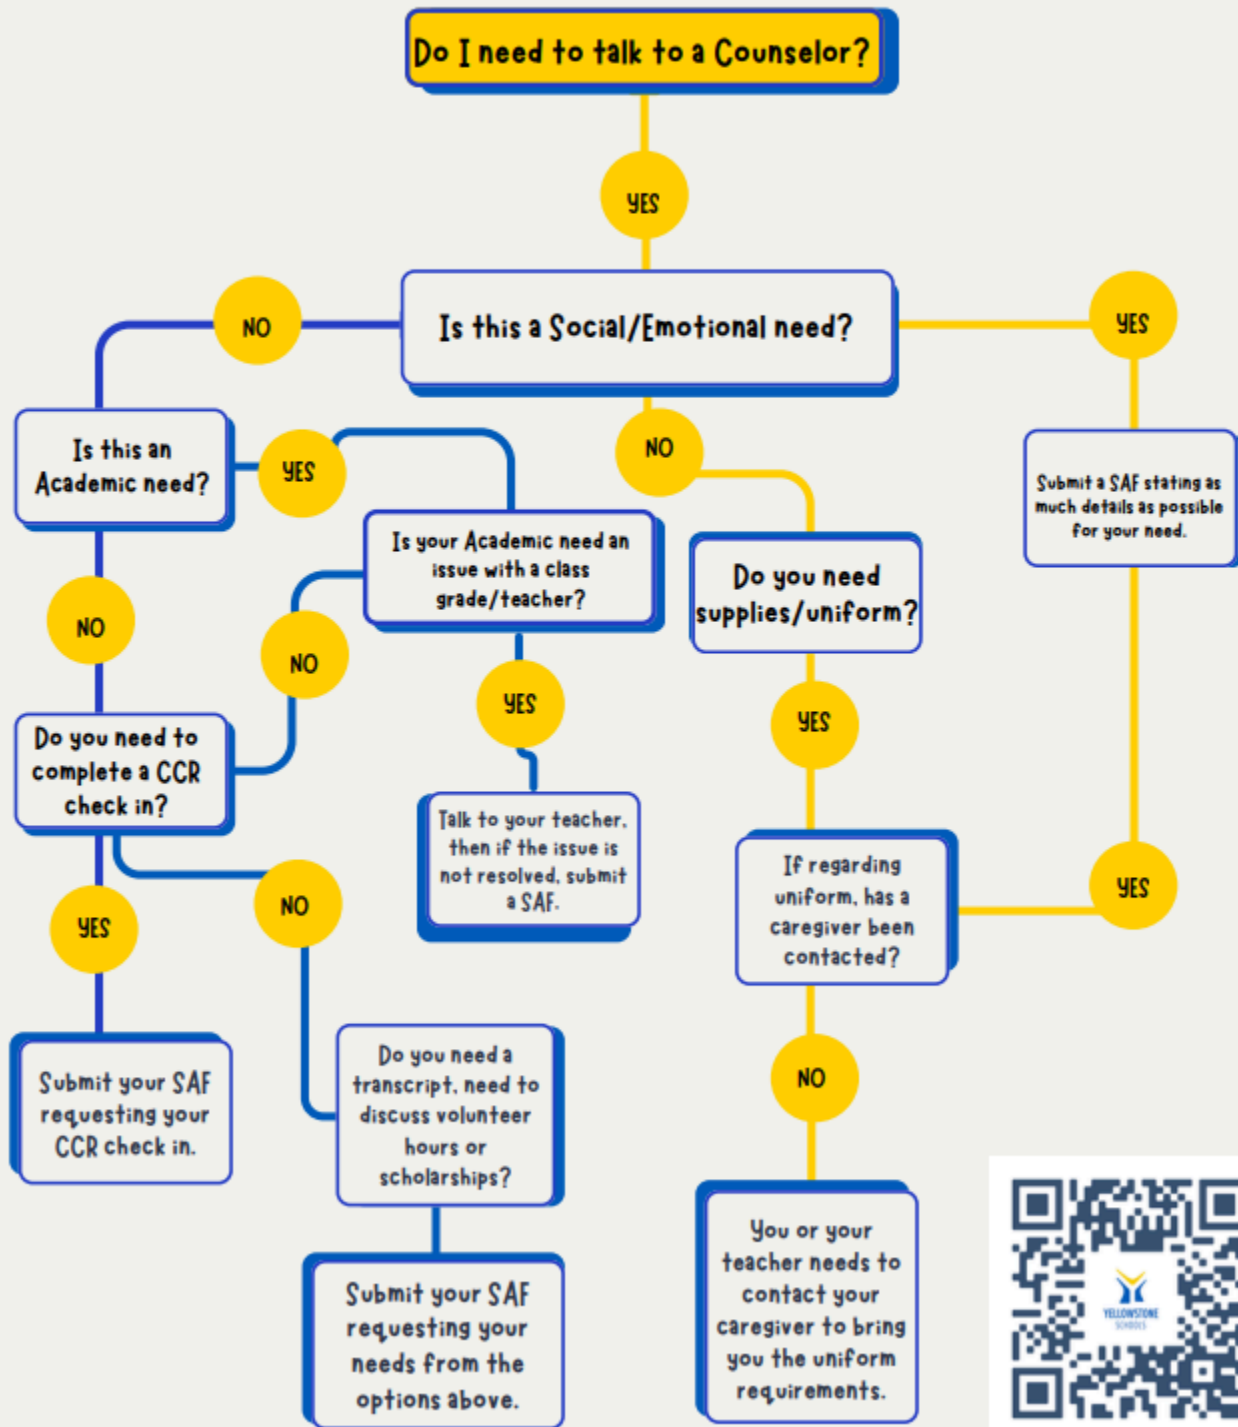 Do I need to talk to a Counselor?
YES
NO
Is this a Social/Emotional need?
YES
Is this an
Academic need?
YES
NO
Submit a SAF stating as
much details as possible
for your need.
Is your Academic need an
issue with a class
grade/teacher?
Do you need
supplies/uniform?
NO
NO
YES
YES
Do you need to
complete a CCR
check in?
Talk to your teacher,
then if the issue is
not resolved, submit
a SAF.
If regarding
uniform, has a
caregiver been
contacted?
YES
NO
YES
NO
Submit your SAF
requesting your
CCR check in.
Do you need a
transcript, need to
discuss volunteer
hours or
scholarships?
You or your
teacher needs to
contact your
caregiver to bring
you the uniform
requirements.
Submit your SAF
requesting your
needs from the
options above.
YELLOWSTONE
SCHOOLS